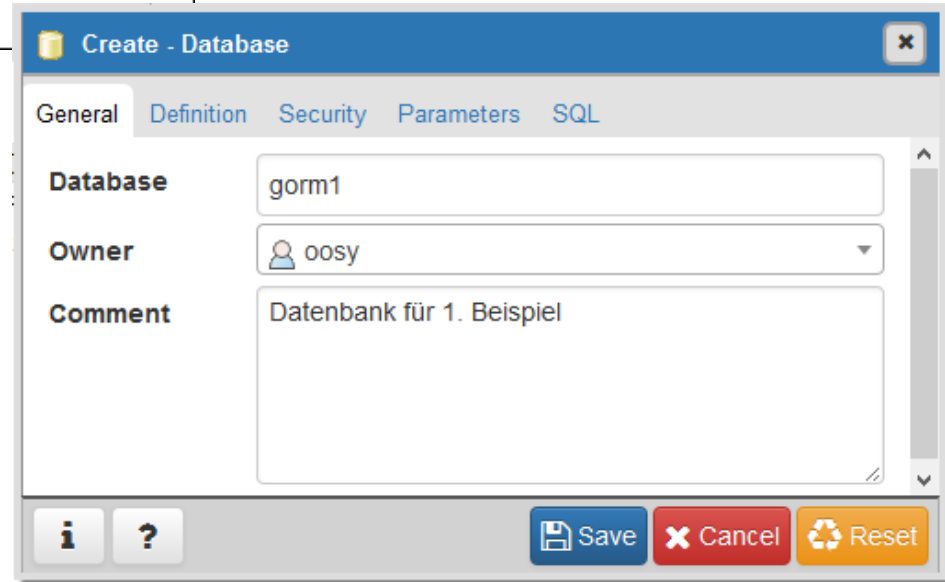 Create - Database
General Definition Security Parameters SQL
Database gorm1
Owner oosy
Comment Datenbank für 1. Beispiel
i ? Save Cancel Reset